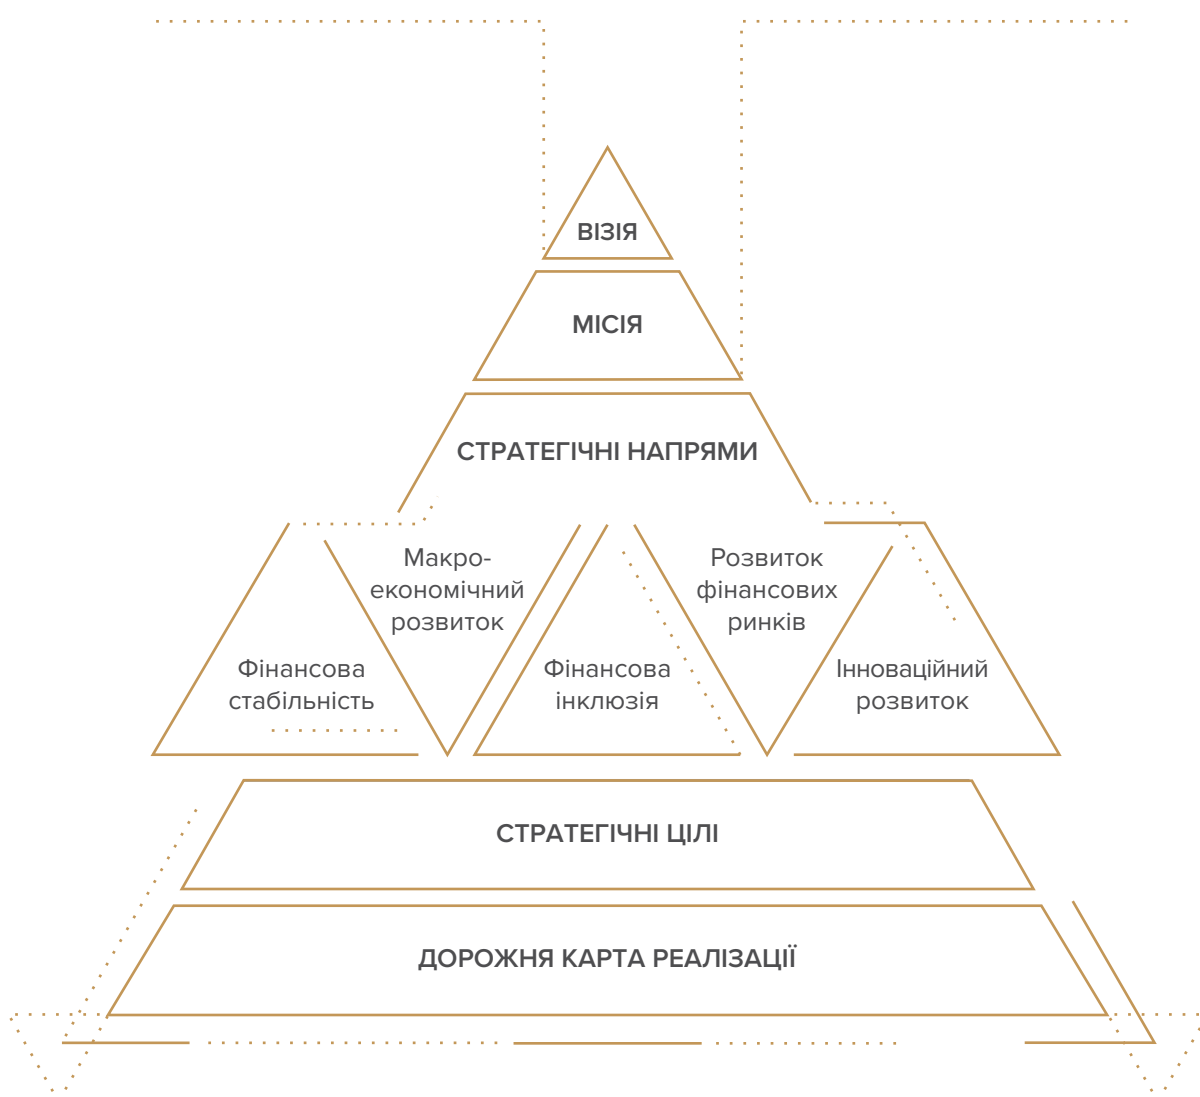 ВІЗІЯ
МІСІЯ
СТРАТЕГІЧНІ НАПРЯМИ
Фінансова
стабільність
Макро-
економічний
розвиток
Фінансова
інклюзія
Розвиток
фінансових
ринків
Інноваційний
розвиток
СТРАТЕГІЧНІ ЦІЛІ
ДОРОЖНЯ КАРТА РЕАЛІЗАЦІЇ